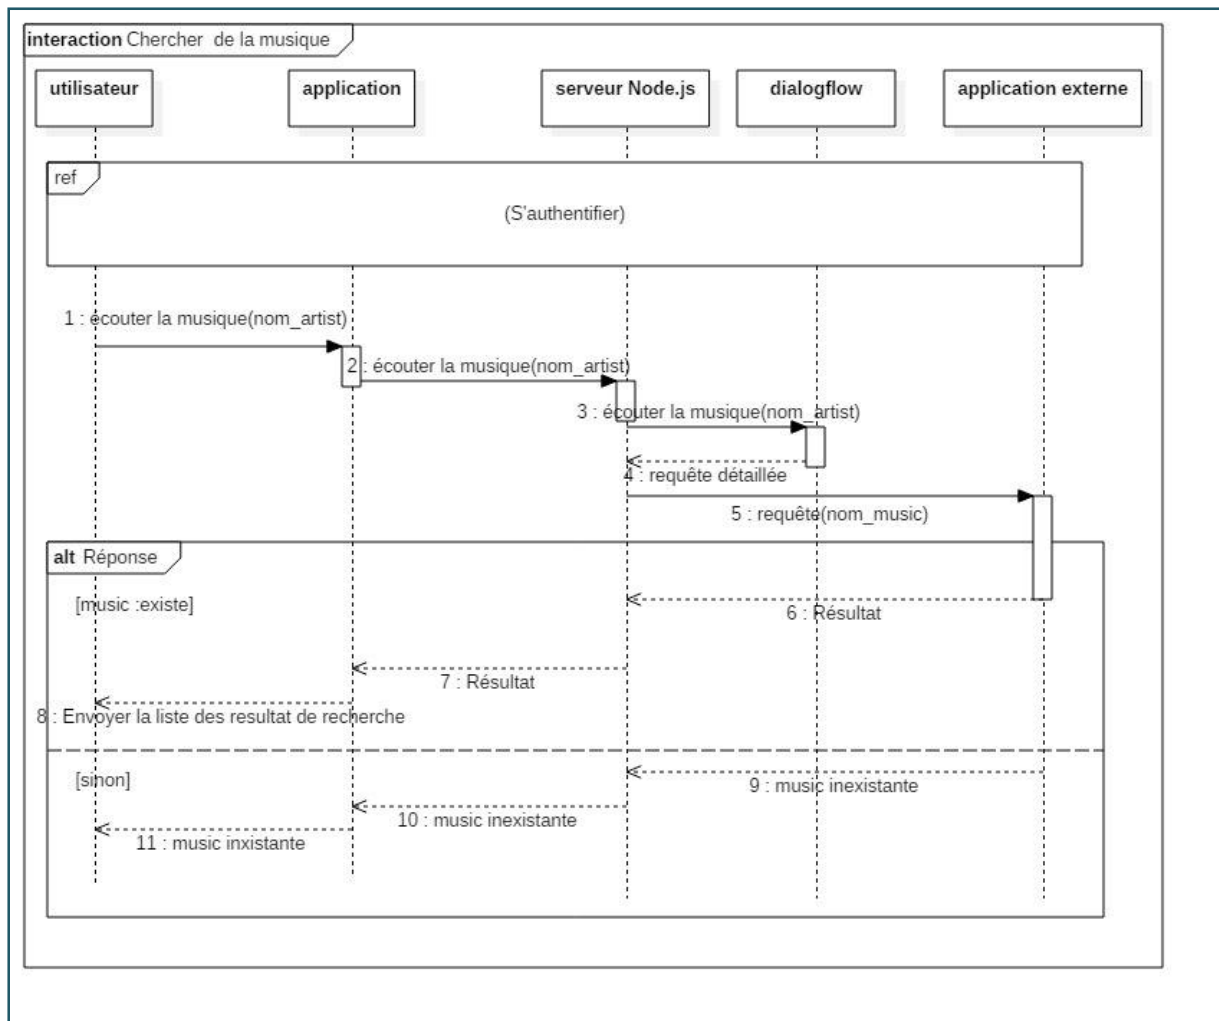 interaction Chercher de la musique
utilisateur
application
serveur Node.js
dialogflow
application externe
ref
(S'authentifier)
1 : écouter la musique(nom_artist)
2 : écouter la musique(nom_artist)
3 : écouter la musique(nom_artist)
4 : requête détaillée
5 : requête(nom_music)
alt Réponse
[music :existe]
6 : Résultat
7 : Résultat
8 : Envoyer la liste des resultat de recherche
[sinon]
9 : music inexistante
10 : music inexistante
11 : music inxistante